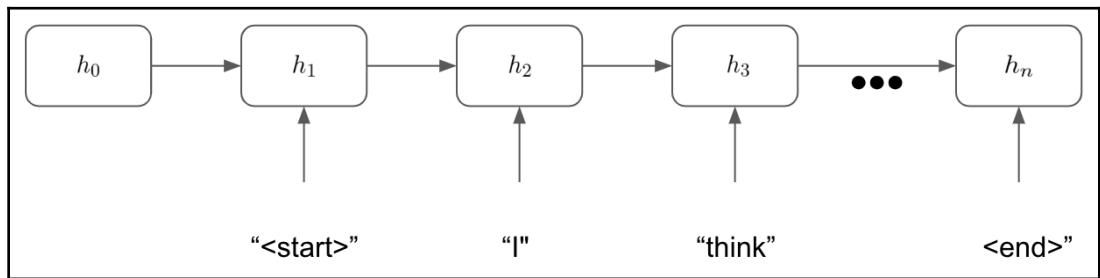 h0 h1 h2 h3 hn
“<start>” “I" “think” <end>”